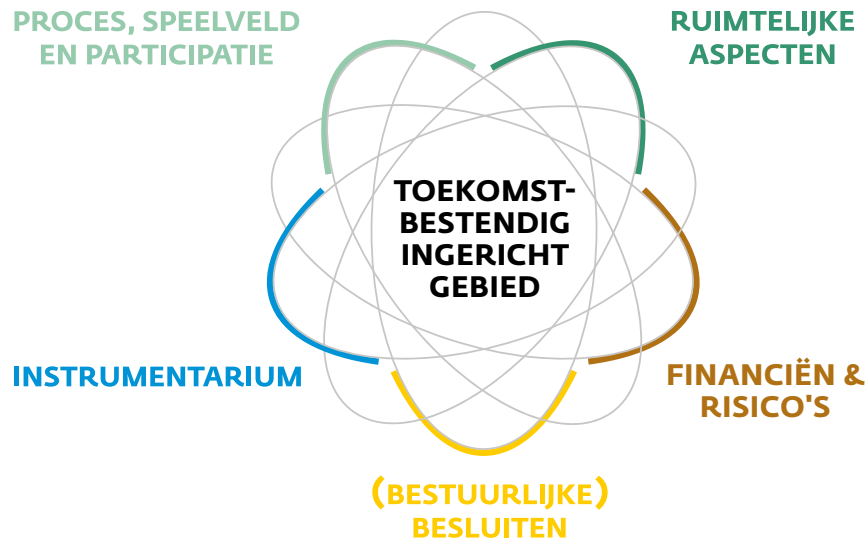 PROCES, SPEELVELD
EN PARTICIPATIE
RUIMTELIJKE
ASPECTEN
TOEKOMST-
BESTENDIG
INGERICHT
GEBIED
INSTRUMENTARIUM
FINANCIËN &
RISICO'S
(BESTUURLIJKE)
BESLUITEN